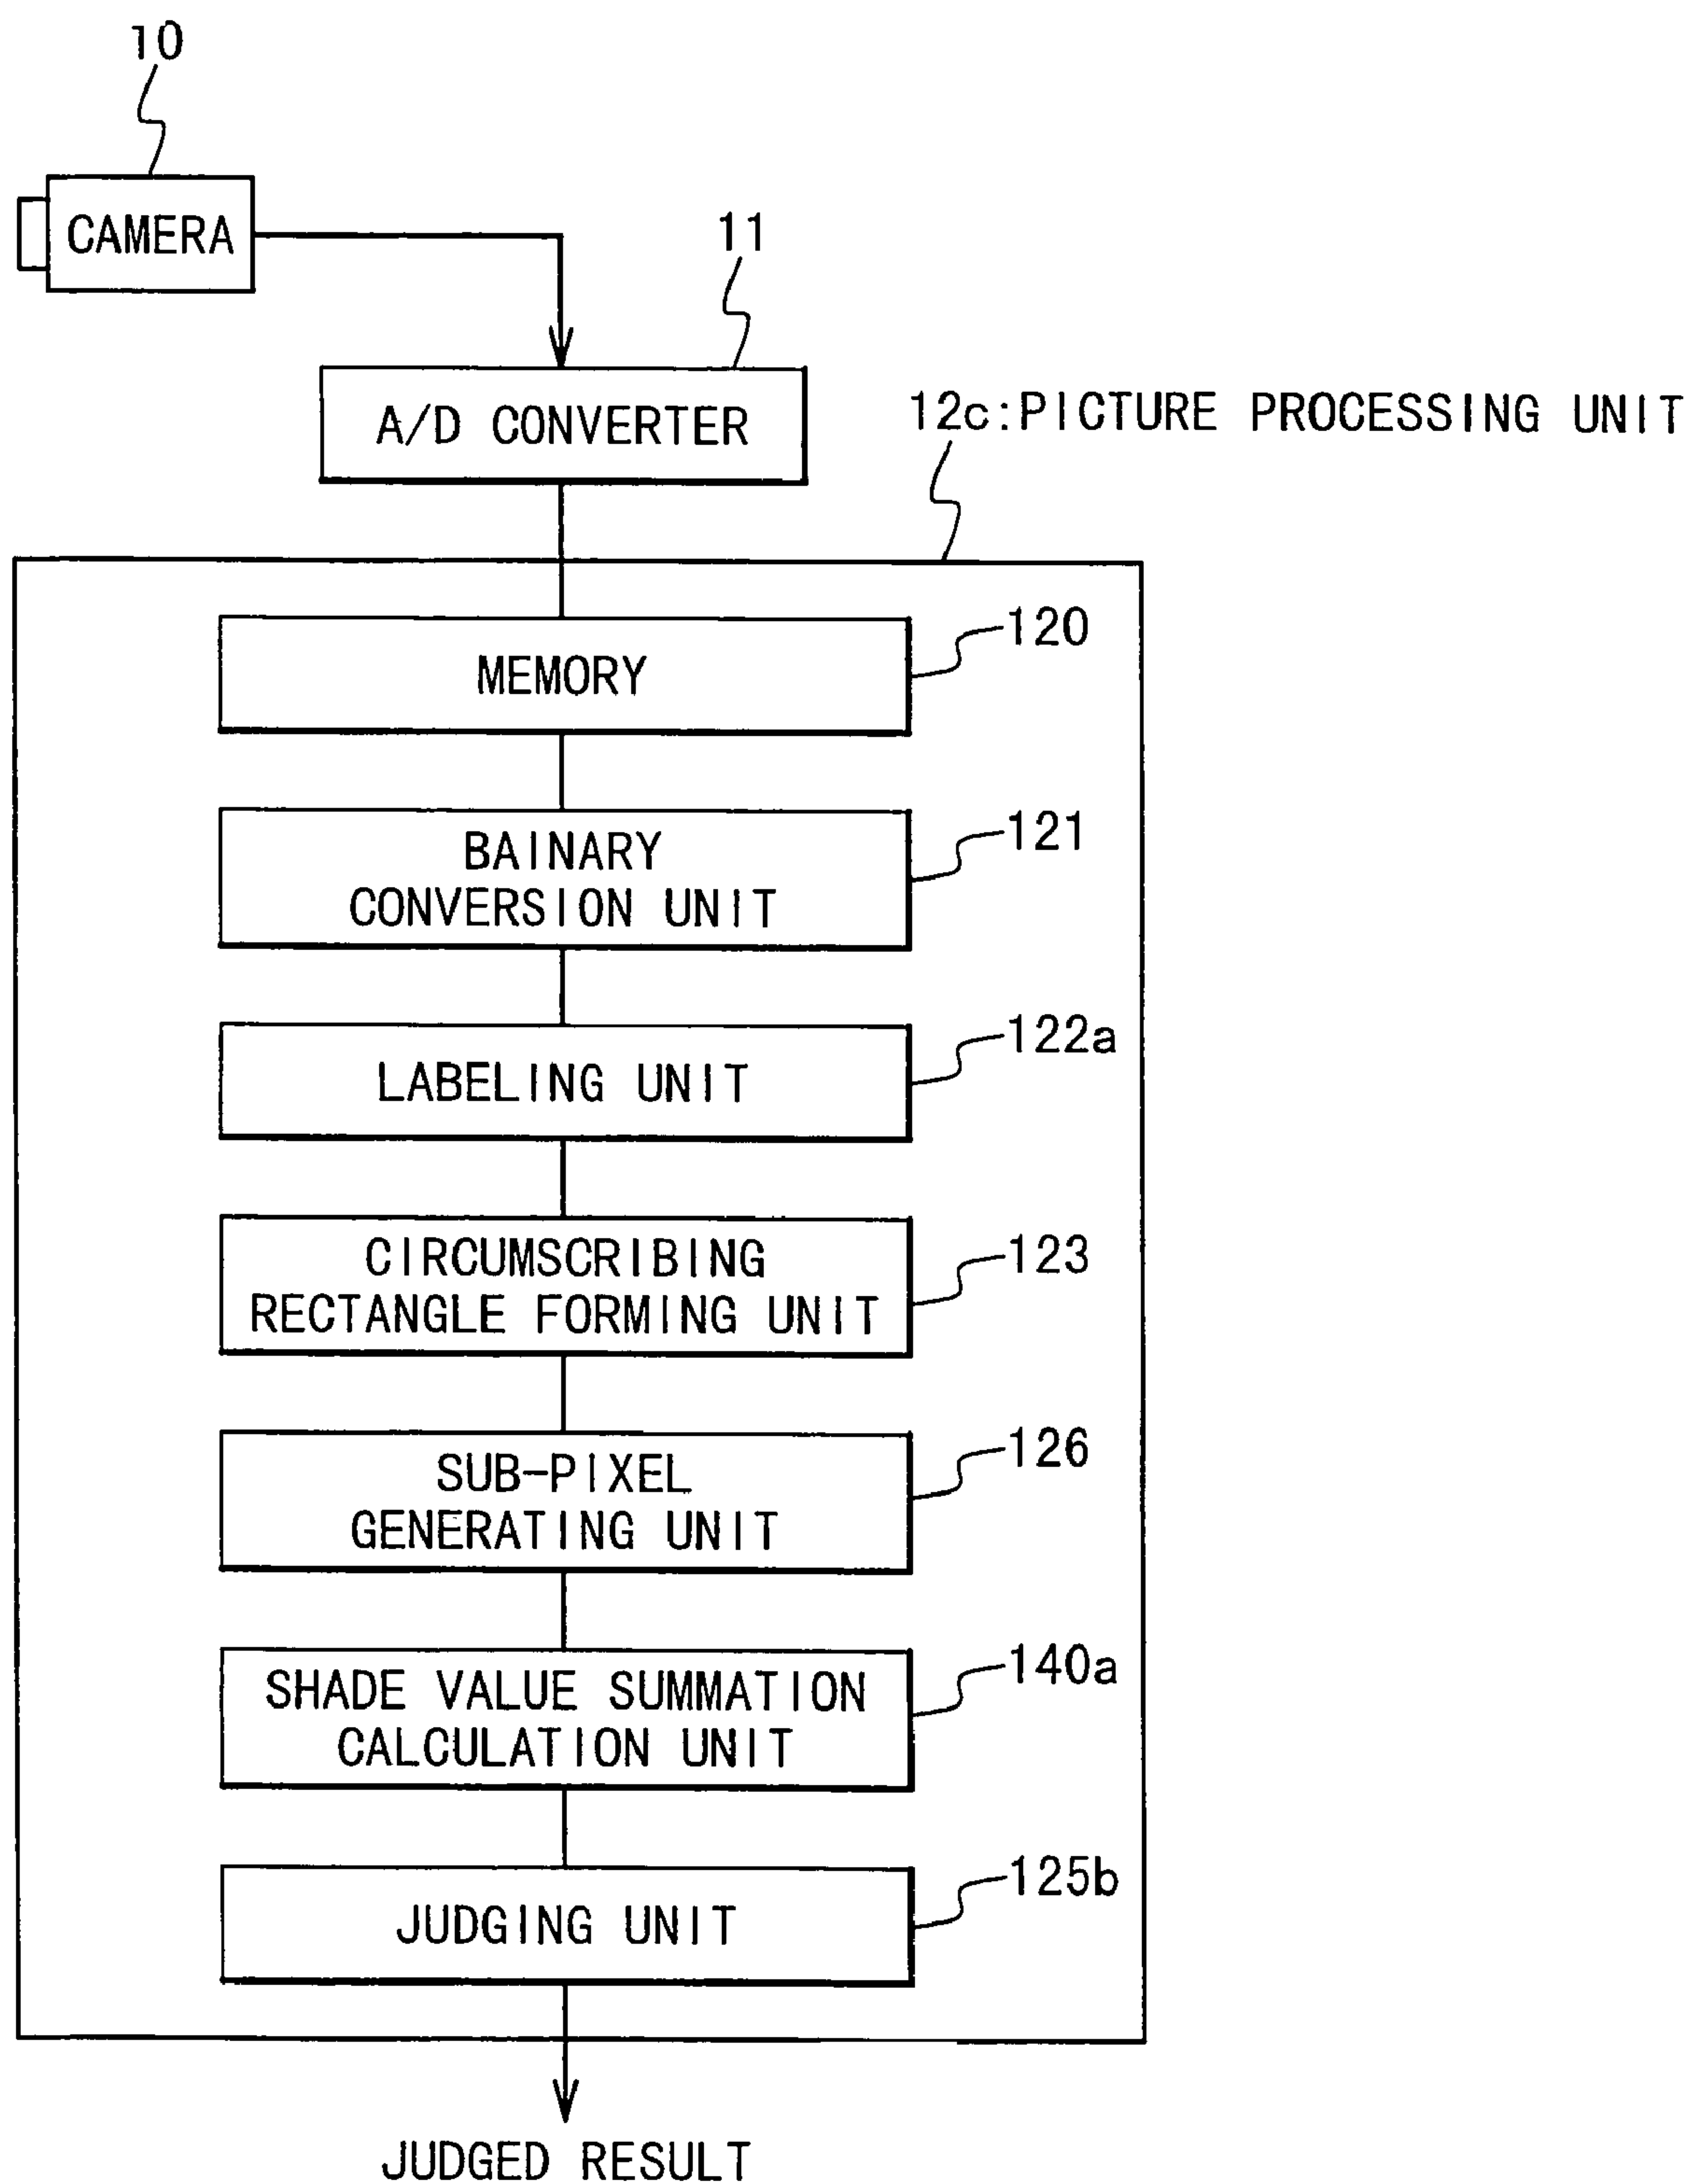 10
CAMERA
11
A/D CONVERTER
12c:PICTURE PROCESSING UNIT
120
MEMORY
121
BAINARY
CONVERSION UNIT
122a
LABELING UNIT
123
CIRCUMSCRIBING
RECTANGLE FORMING UNIT
126
SUB-PIXEL
GENERATING UNIT
140a
SHADE VALUE SUMMATION
CALCULATION UNIT
125b
JUDGING UNIT
JUDGED RESULT